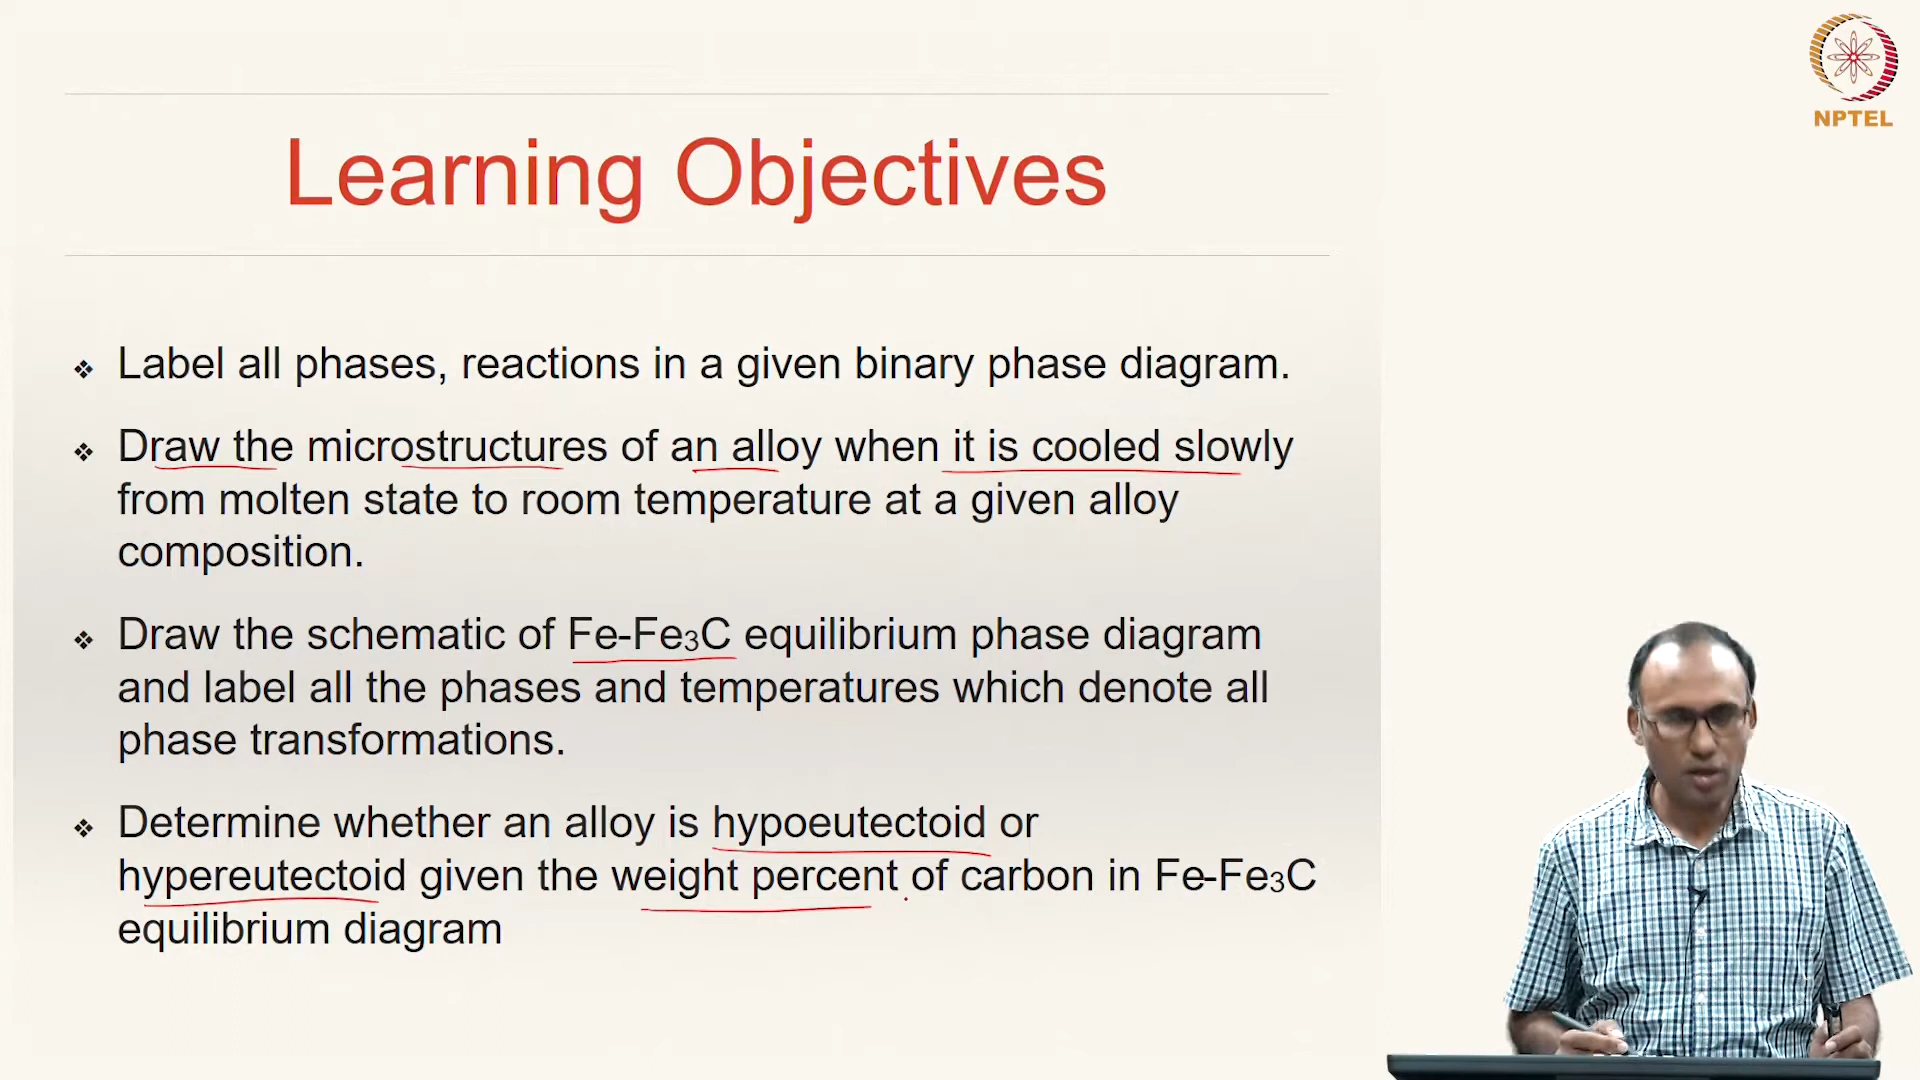 NPTEL
Learning Objectives
❖ Label all phases, reactions in a given binary phase diagram.
❖ Draw the microstructures of an alloy when it is cooled slowly
from molten state to room temperature at a given alloy
composition.
❖ Draw the schematic of Fe-Fe₃C equilibrium phase diagram
and label all the phases and temperatures which denote all
phase transformations.
❖ Determine whether an alloy is hypoeutectoid or
hypereutectoid given the weight percent of carbon in Fe-Fe₃C
equilibrium diagram